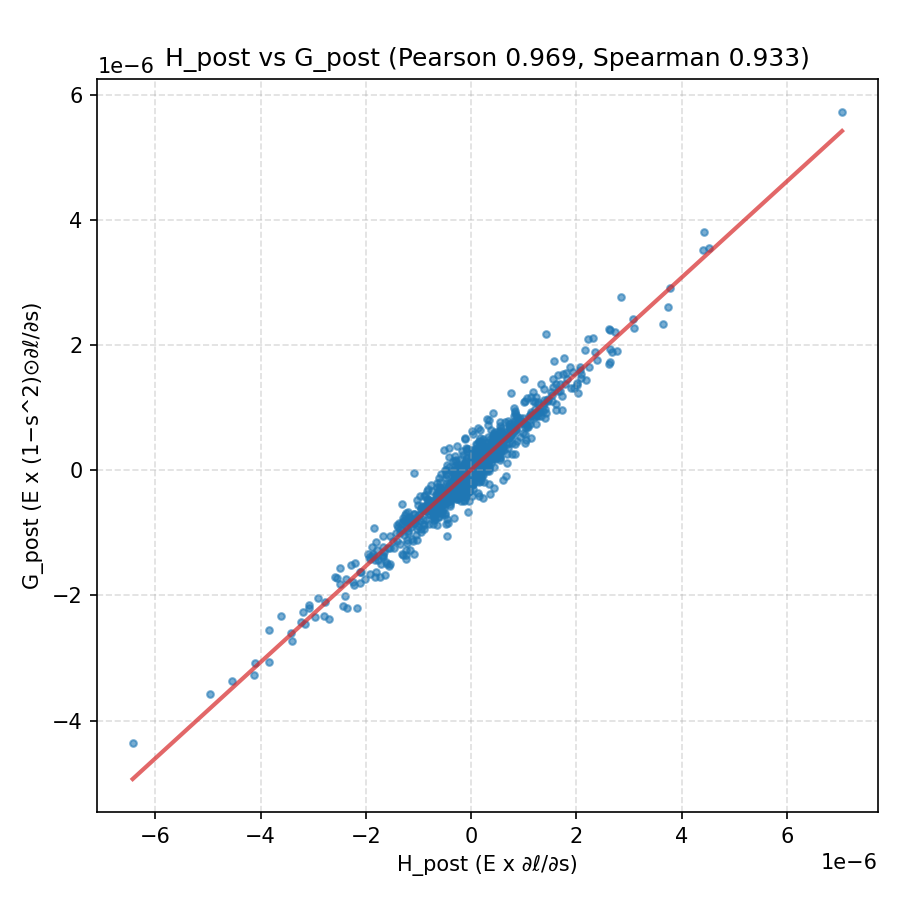 H_post vs G_post (Pearson 0.969, Spearman 0.933)
1e−6
6
4
2
0
−2
−4
G_post (E x (1−s^2)⊙∂ℓ/∂s)
−6 −4 −2 0 2 4 6
1e−6
H_post (E x ∂ℓ/∂s)